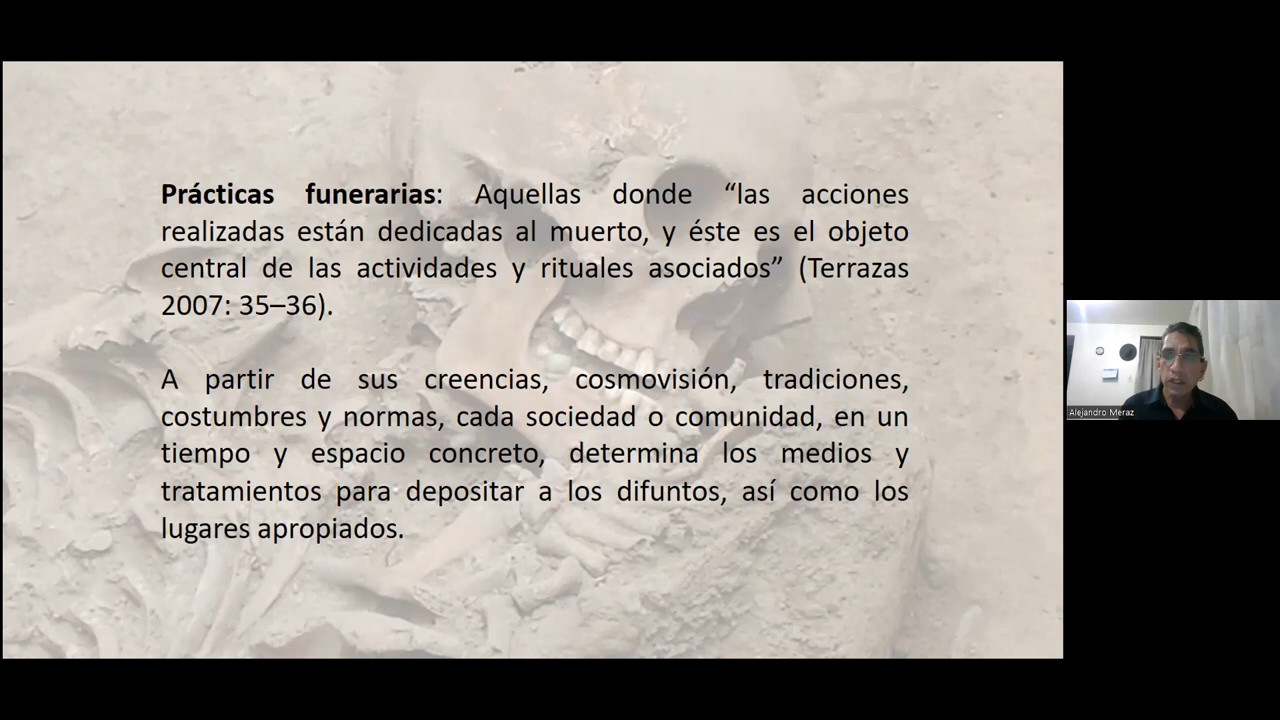 Prácticas funerarias: Aquellas donde “las acciones
realizadas están dedicadas al muerto, y éste es el objeto
central de las actividades y rituales asociados” (Terrazas
2007: 35–36).
A partir de sus creencias, cosmovisión, tradiciones,
costumbres y normas, cada sociedad o comunidad, en un
tiempo y espacio concreto, determina los medios y
tratamientos para depositar a los difuntos, así como los
lugares apropiados.
Alejandro Meraz